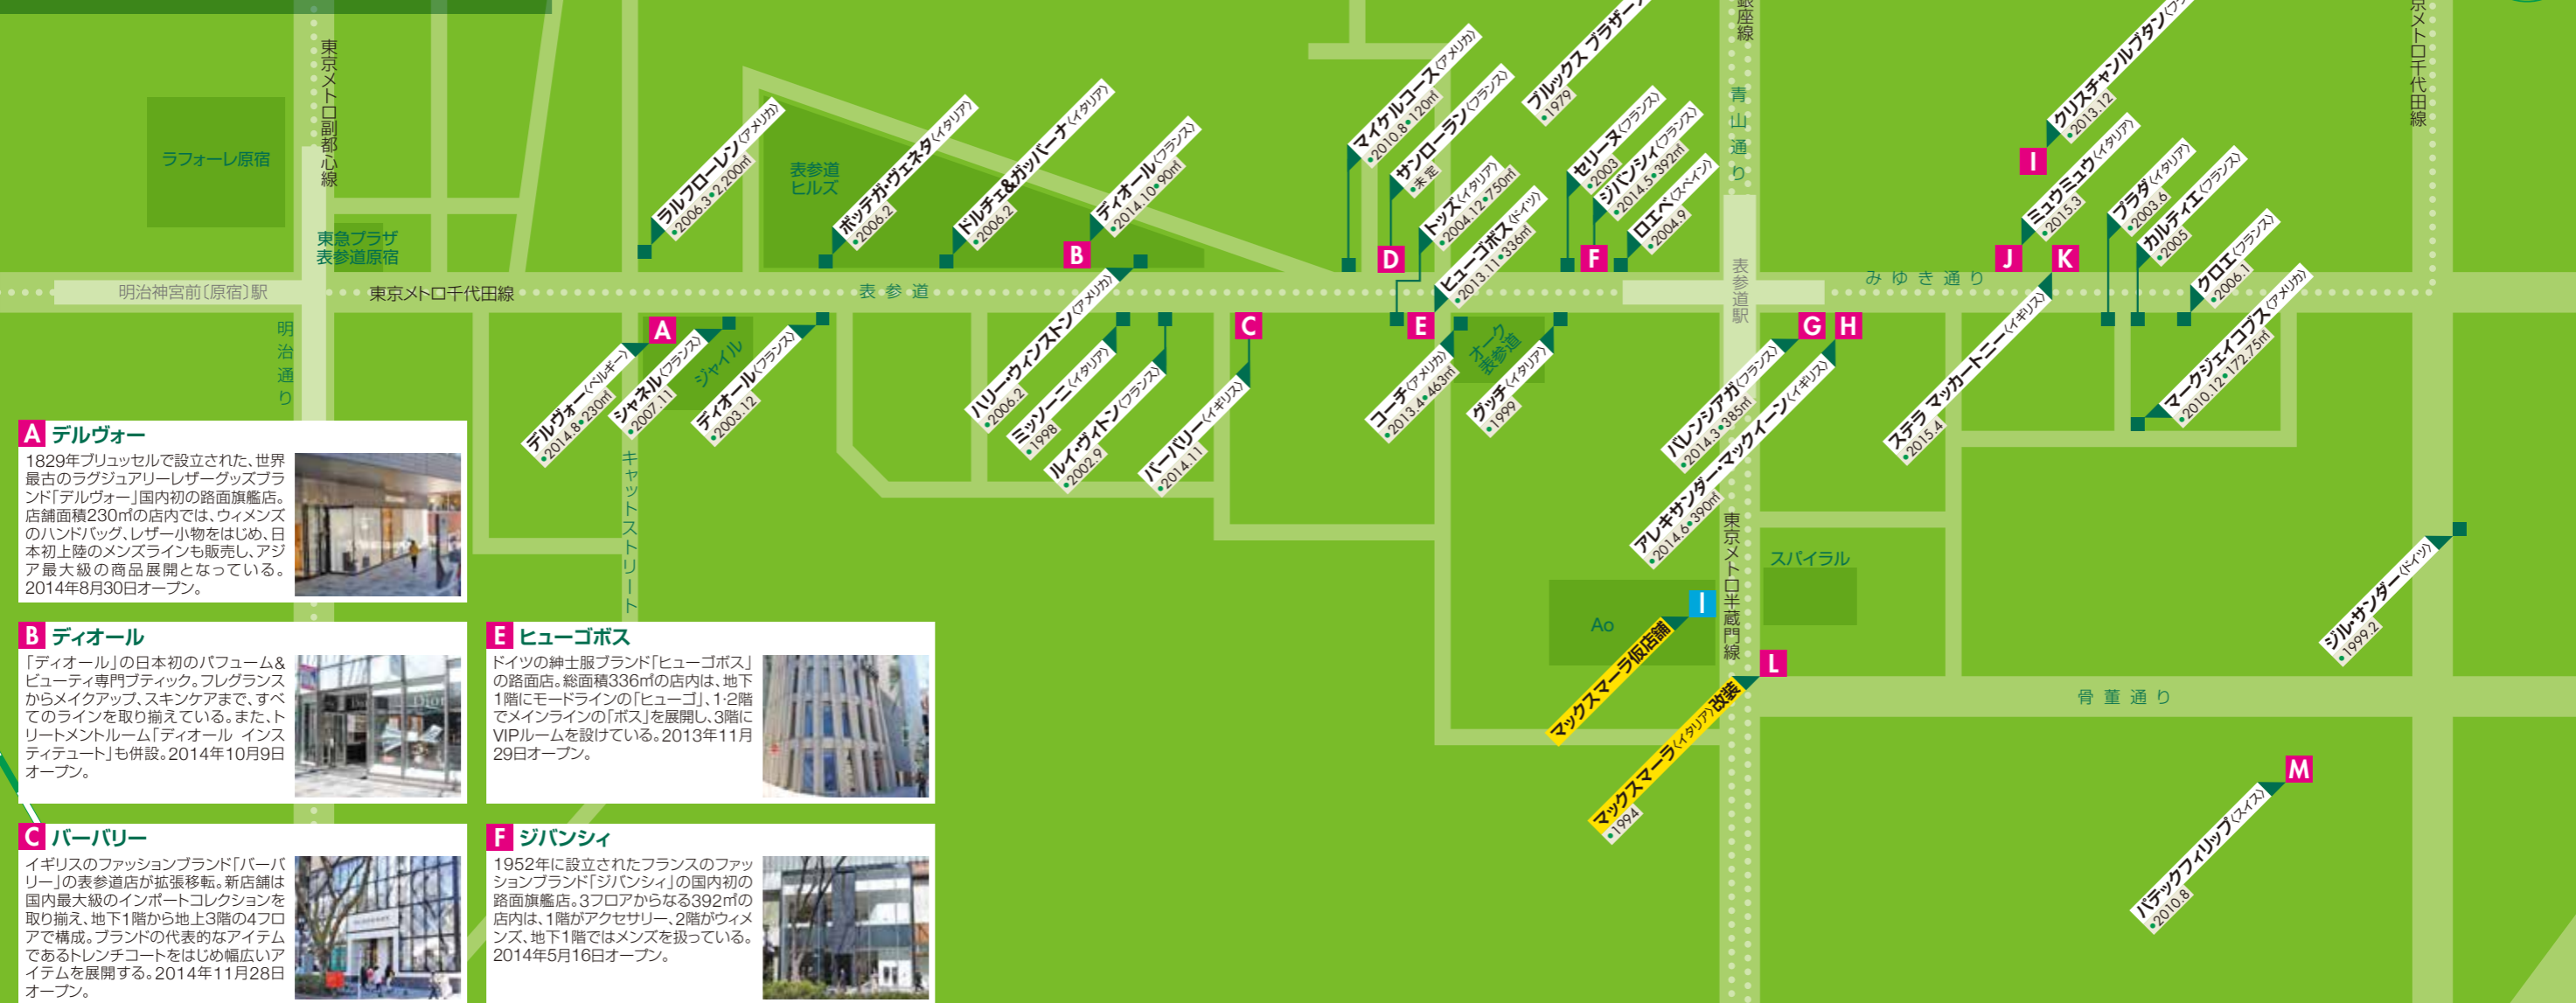 東京メトロ副都心線
ラフォーレ原宿
東急プラザ
表参道原宿
明治神宮前〔原宿〕駅
東京メトロ千代田線
明治通り
キャットストリート
表参道
表参道
ヒルズ
ラルフローレン〈アメリカ〉
●2006.3●2,200㎡
ボッテガ・ヴェネタ〈イタリア〉
●2006.2
ドルチェ&ガッバーナ〈イタリア〉
●2006.2
B
ディオール〈フランス〉
●2014.10●90㎡
マイケルコース〈アメリカ〉
●2010.8●120㎡
D
サンローラン〈フランス〉
●未定
トッズ〈イタリア〉
●2004.12●750㎡
E
ヒューゴボス〈ドイツ〉
●2013.11●336㎡
ブルックス ブラザーズ
●1979
セリーヌ〈フランス〉
●2003
F
ジバンシィ〈フランス〉
●2014.5●392㎡
ロエベ〈スペイン〉
●2004.9
銀座線
青山通り
表参道駅
みゆき通り
I
クリスチャンルブタン
●2013.12
J
ミュウミュウ〈イタリア〉
●2015.3
K
プラダ〈イタリア〉
●2003.6
カルティエ〈フランス〉
●2005
クロエ〈フランス〉
●2006.1
マークジェイコブス〈アメリカ〉
●2010.12●172.75㎡
京メトロ千代田線
A
デルヴォー〈ベルギー〉
●2014.8●230㎡
シャネル〈フランス〉
●2007.11
ジャイル
ディオール〈フランス〉
●2003.12
ハリー・ウィンストン〈アメリカ〉
●2006.2
ミッソーニ〈イタリア〉
●1998
ルイ・ヴィトン〈フランス〉
●2002.9
C
バーバリー〈イギリス〉
●2014.11
コーチ〈アメリカ〉
●2013.4●463㎡
オーク
表参道
グッチ〈イタリア〉
●1999
G
バレンシアガ〈フランス〉
●2014.3●385㎡
H
アレキサンダー・マックイーン〈イギリス〉
●2014.6●390㎡
ステラ マッカートニー〈イギリス〉
●2015.4
東京メトロ半蔵門線
スパイラル
Ao
I
マックスマーラ仮店舗
L
マックスマーラ〈イタリア〉改装
●1994
骨董通り
ジル・サンダー〈ドイツ〉
●1999.2
M
パテックフィリップ〈スイス〉
●2010.8
A デルヴォー
1829年ブリュッセルで設立された、世界
最古のラグジュアリーレザーグッズブラ
ンド「デルヴォー」国内初の路面旗艦店。
店舗面積230㎡の店内では、ウィメンズ
のハンドバッグ、レザー小物をはじめ、日
本初上陸のメンズラインも販売し、アジ
ア最大級の商品展開となっている。
2014年8月30日オープン。
B ディオール
「ディオール」の日本初のパフューム&
ビューティ専門ブティック。フレグランス
からメイクアップ、スキンケアまで、すべ
てのラインを取り揃えている。また、ト
リートメントルーム「ディオール インス
ティテュート」も併設。2014年10月9日
オープン。
C バーバリー
イギリスのファッションブランド「バーバ
リー」の表参道店が拡張移転。新店舗は
国内最大級のインポートコレクションを
取り揃え、地下1階から地上3階の4フロ
アで構成。ブランドの代表的なアイテム
であるトレンチコートをはじめ幅広いア
イテムを展開する。2014年11月28日
オープン。
E ヒューゴボス
ドイツの紳士服ブランド「ヒューゴボス」
の路面店。総面積336㎡の店内は、地下
1階にモードラインの「ヒューゴ」、1・2階
でメインラインの「ボス」を展開し、3階に
VIPルームを設けている。2013年11月
29日オープン。
F ジバンシィ
1952年に設立されたフランスのファッ
ションブランド「ジバンシィ」の国内初の
路面旗艦店。3フロアからなる392㎡の
店内は、1階がアクセサリー、2階がウィメ
ンズ、地下1階ではメンズを扱っている。
2014年5月16日オープン。